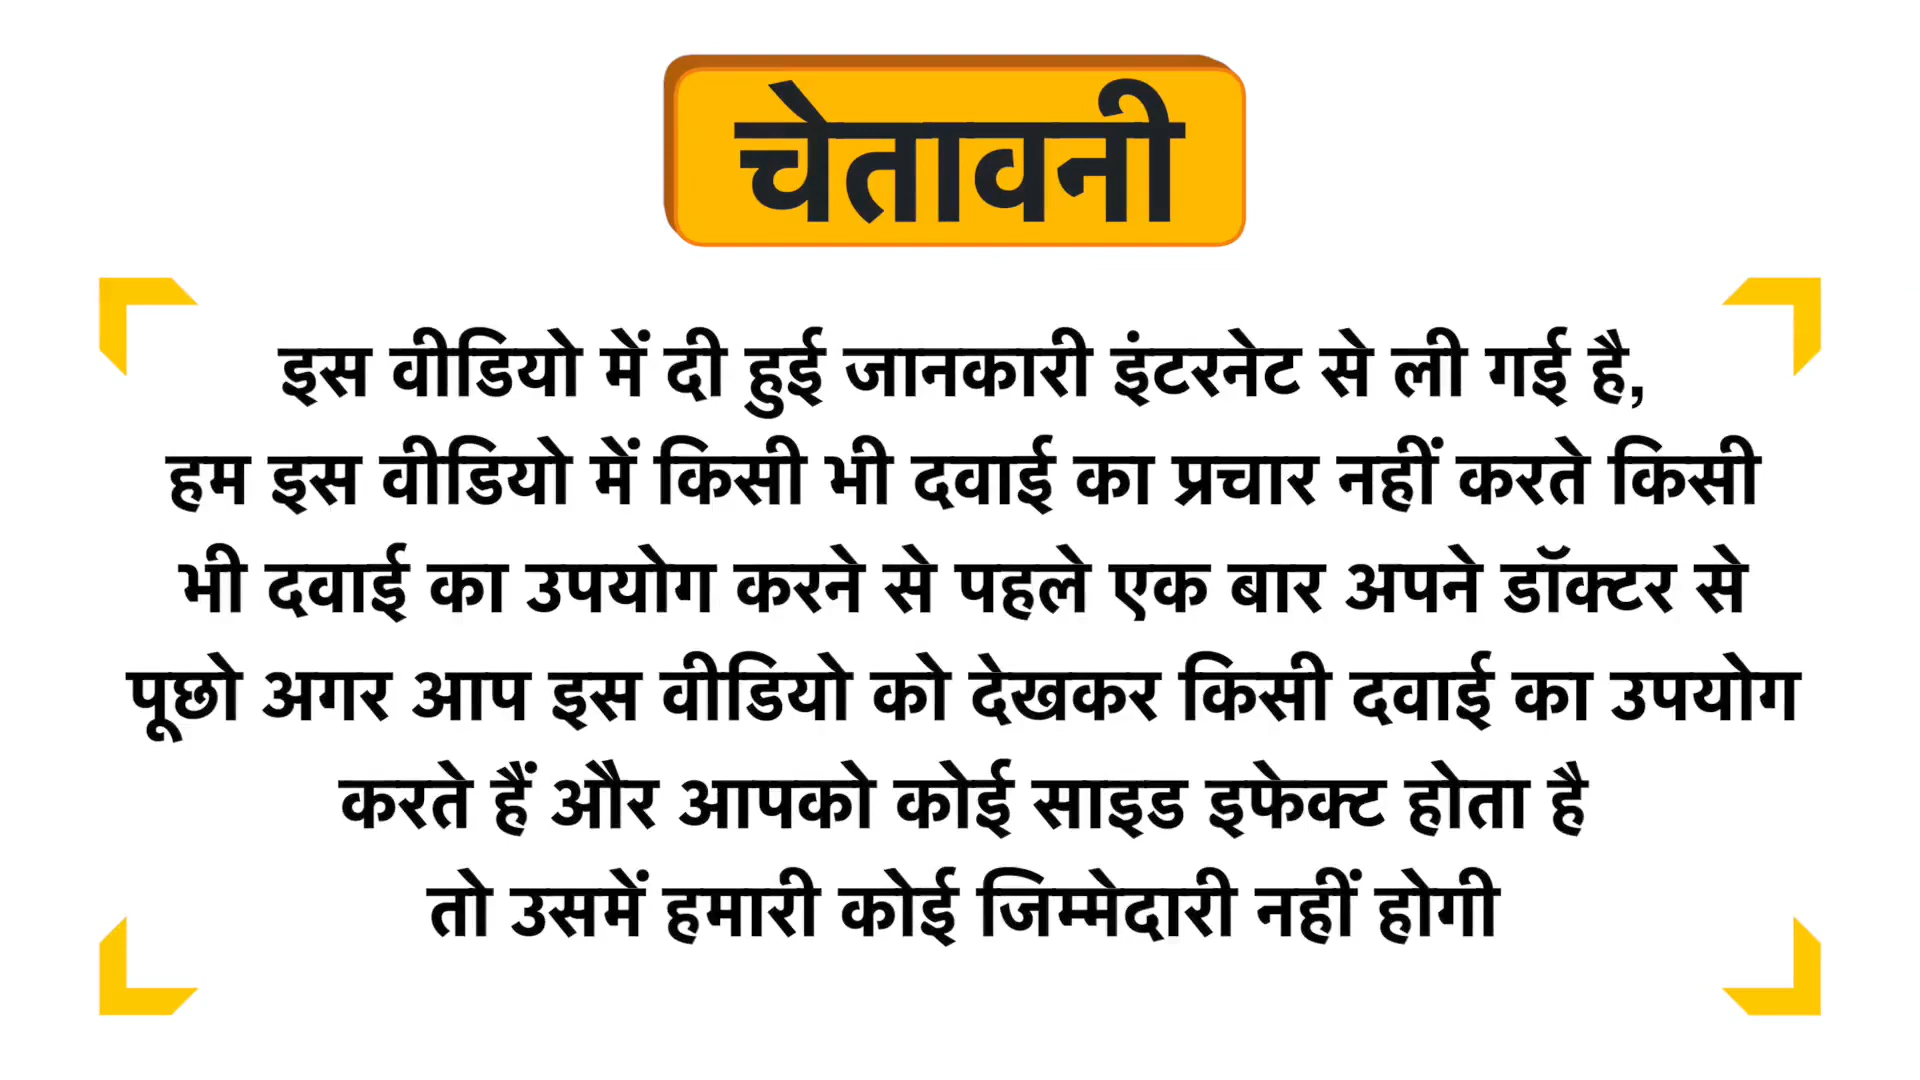 चेतावनी
इस वीडियो में दी हुई जानकारी इंटरनेट से ली गई है,
हम इस वीडियो में किसी भी दवाई का प्रचार नहीं करते किसी
भी दवाई का उपयोग करने से पहले एक बार अपने डॉक्टर से
पूछो अगर आप इस वीडियो को देखकर किसी दवाई का उपयोग
करते हैं और आपको कोई साइड इफेक्ट होता है
तो उसमें हमारी कोई जिम्मेदारी नहीं होगी